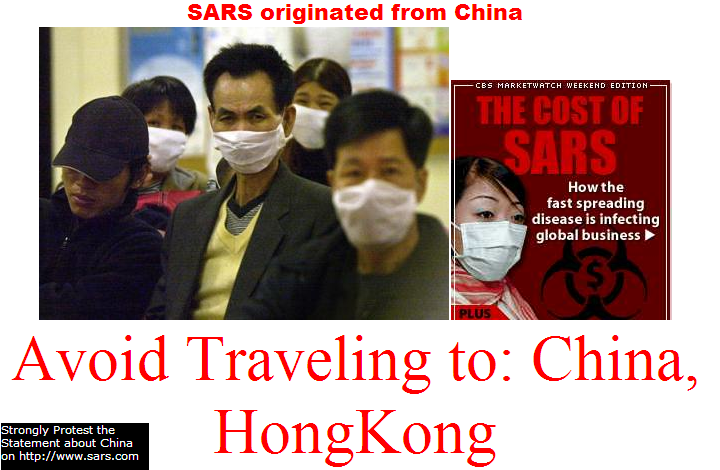 SARS originated from China
CBS MARKETWATCH WEEKEND EDITION
THE COST OF
SARS
How the
fast spreading
disease is infecting
global business
$
PLUS
Avoid Traveling to: China,
HongKong
Strongly Protest the
Statement about China
on http://www.sars.com